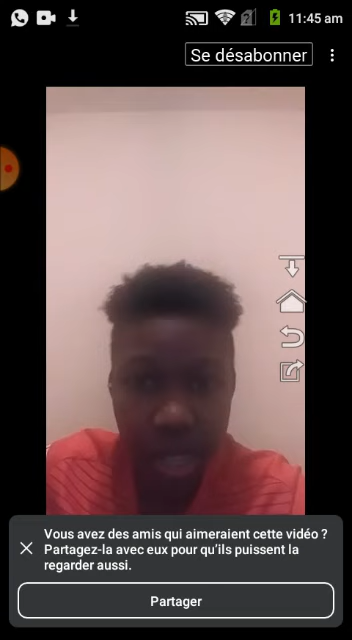 11:45 am
Se désabonner
Vous avez des amis qui aimeraient cette vidéo ?
Partagez-la avec eux pour qu'ils puissent la
regarder aussi.
Partager